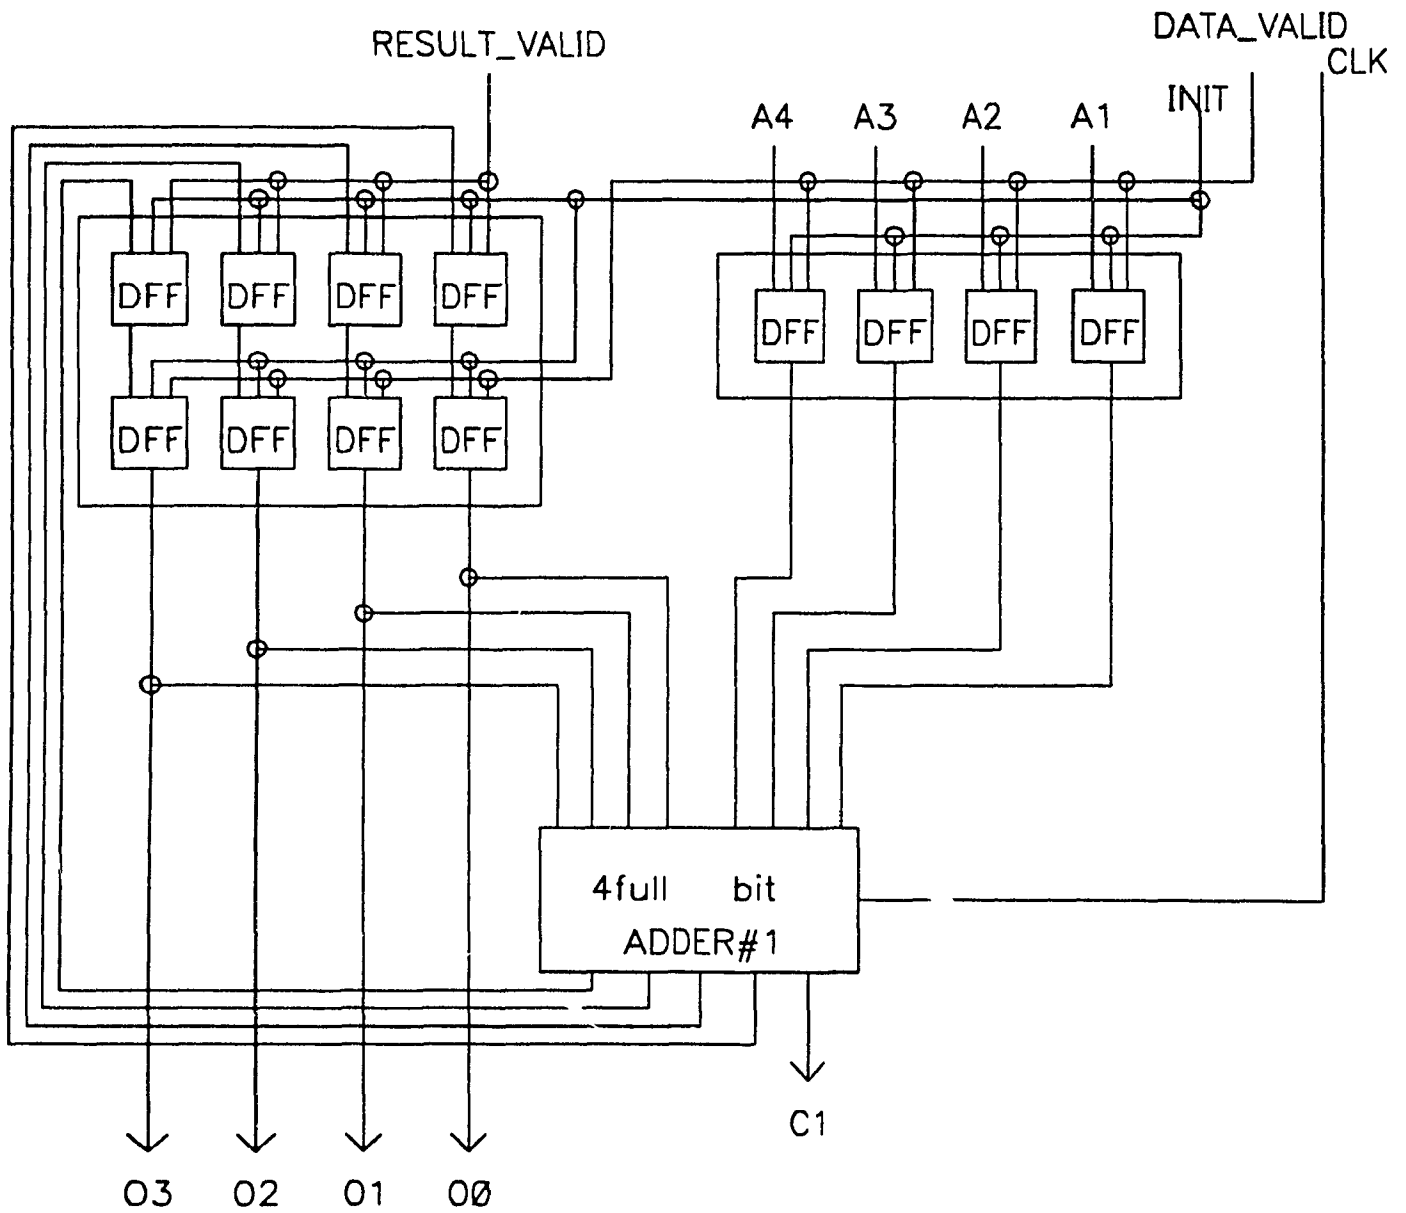 DATA_VALID
RESULT_VALID
CLK
INIT
A4 A3 A2 A1
DFF DFF DFF DFF
DFF DFF DFF DFF
DFF DFF DFF DFF
4full bit
ADDER#1
C1
O3 O2 O1 O0